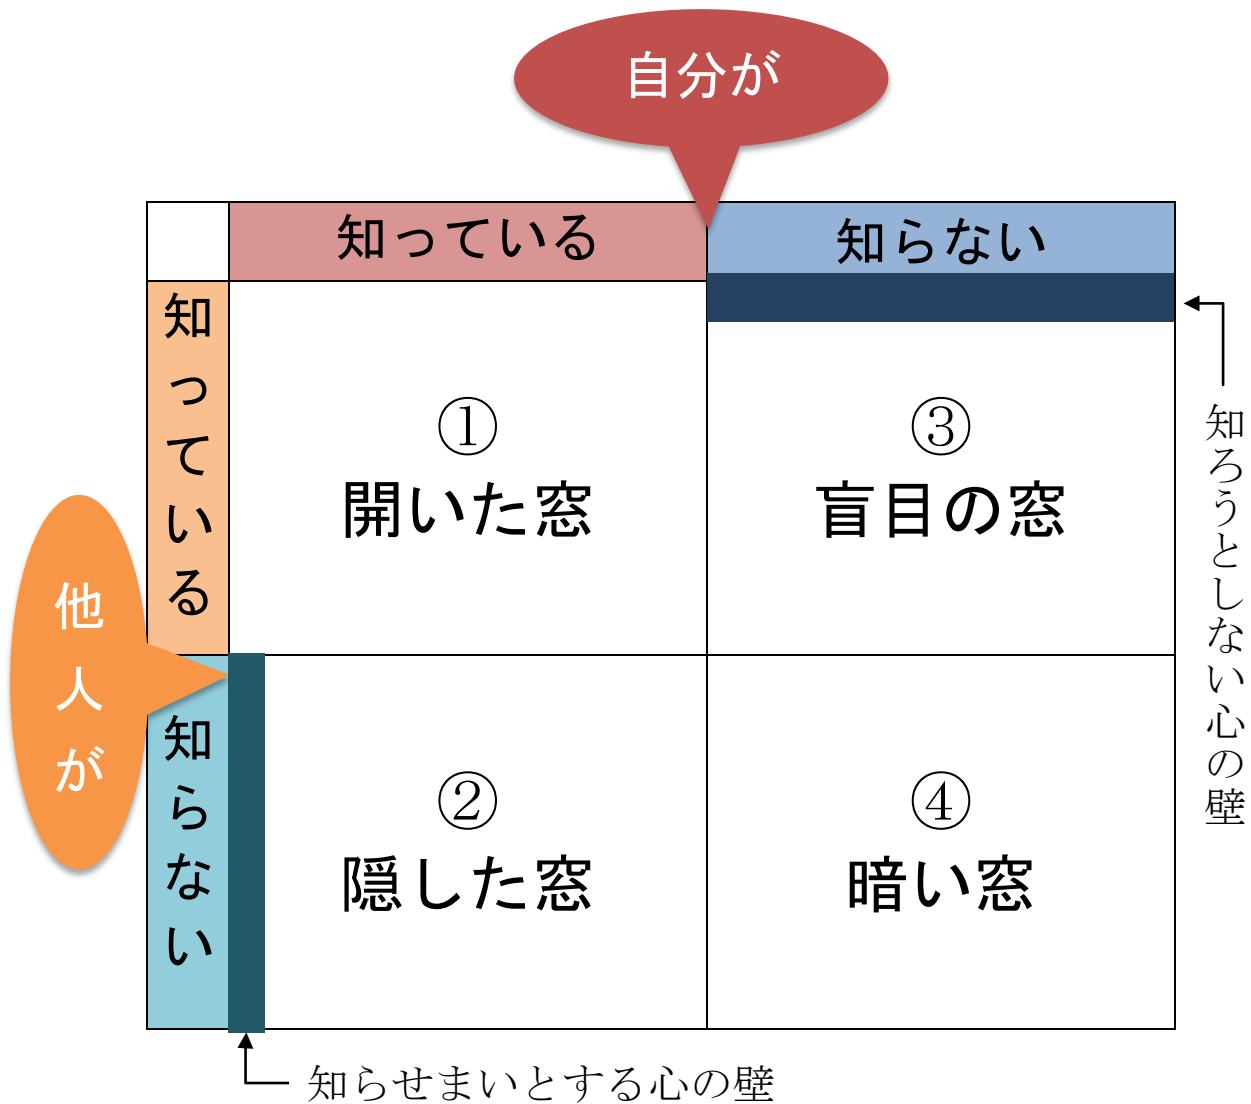 自分が
知っている
知らない
知っている
①
開いた窓
③
盲目の窓
知ろうとしない心の壁
他人が
知らない
②
隠した窓
④
暗い窓
知らせまいとする心の壁